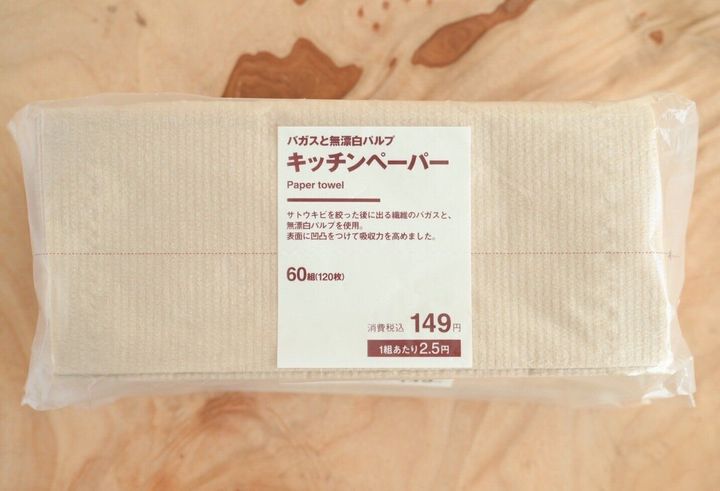 バガスと無漂白パルプ
キッチンペーパー
Paper towel
サトウキビを絞った後に出る繊維のバガスと、
無漂白パルプを使用。
表面に凹凸をつけて吸収力を高めました。
60組(120枚)
消費税込 149円
1組あたり2.5円
149